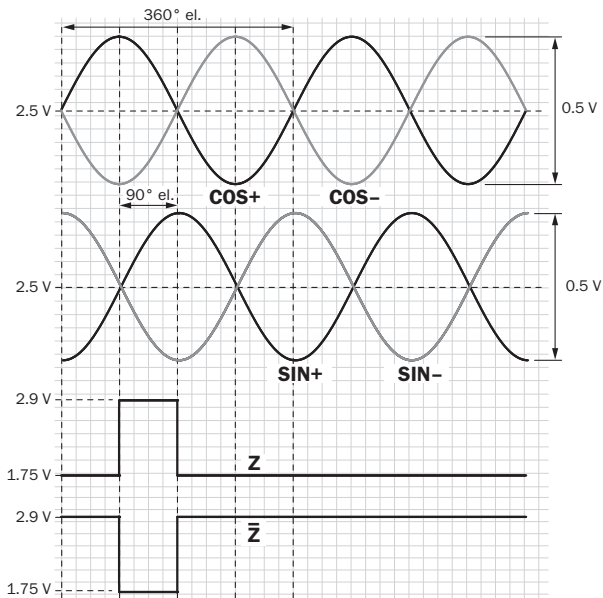 360° el.
2.5 V
0.5 V
COS+
COS−
90° el.
2.5 V
0.5 V
SIN+
SIN−
2.9 V
Z
1.75 V
2.9 V
Z̅
1.75 V